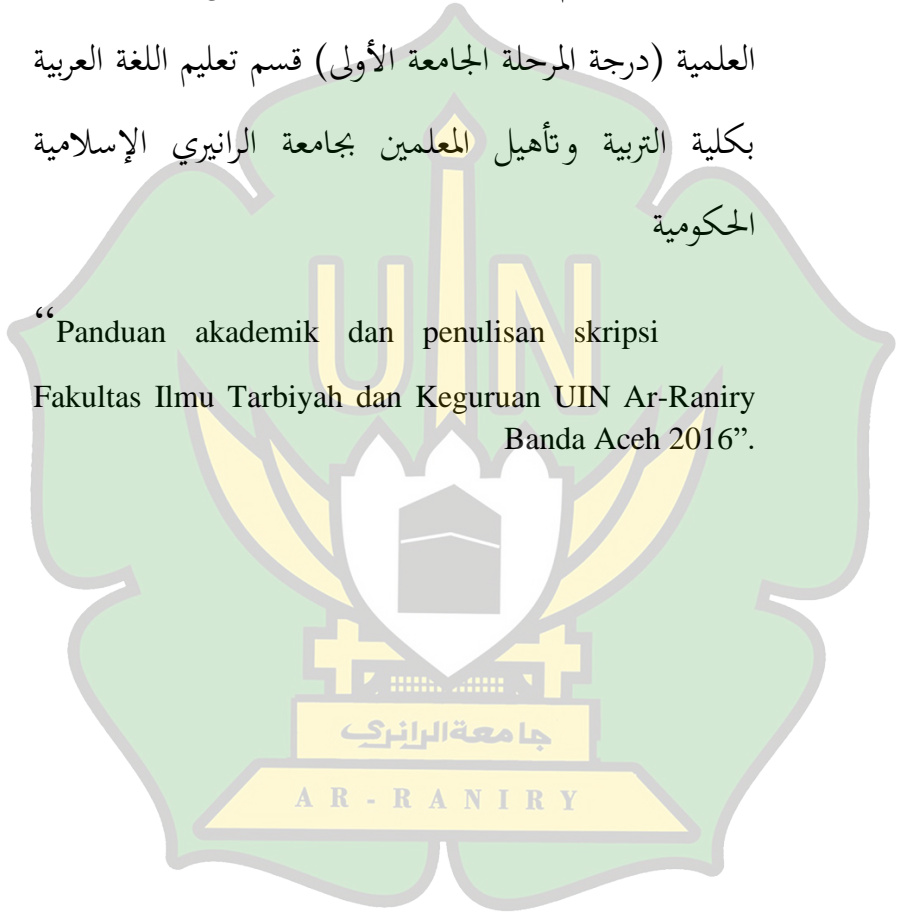 العلمية (درجة المرحلة الجامعة الأولى) قسم تعليم اللغة العربية
بكلية التربية وتأهيل المعلمين بجامعة الرانيري الإسلامية
الحكومية
“Panduan akademik dan penulisan skripsi
Fakultas Ilmu Tarbiyah dan Keguruan UIN Ar-Raniry
Banda Aceh 2016”.
UIN
جامعة الرانري
AR-RANIRY